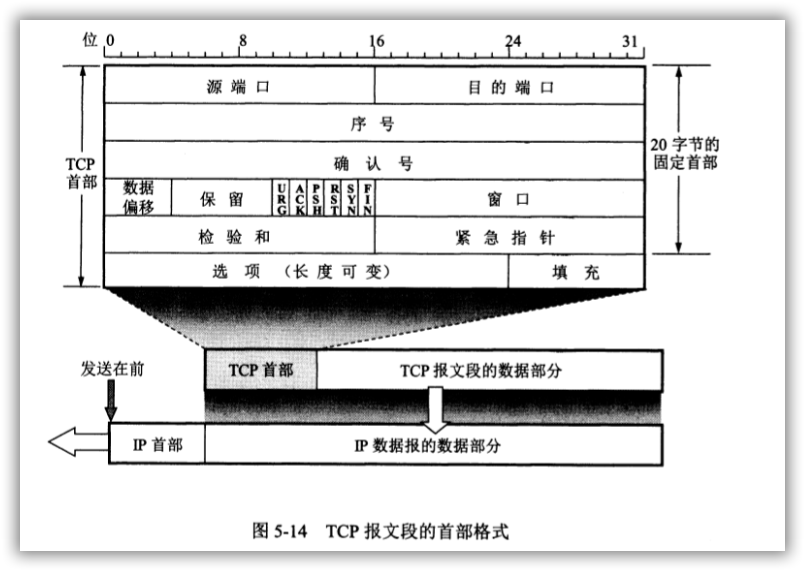 位 0 8 16 24 31
源端口 目的端口
序号
TCP 首部
确认号
20 字节的固定首部
数据偏移 保留 URG ACK PSH RST SYN FIN 窗口
检验和 紧急指针
选项（长度可变） 填充
发送在前
TCP 首部 TCP 报文段的数据部分
IP 首部 IP 数据报的数据部分
图 5-14 TCP 报文段的首部格式